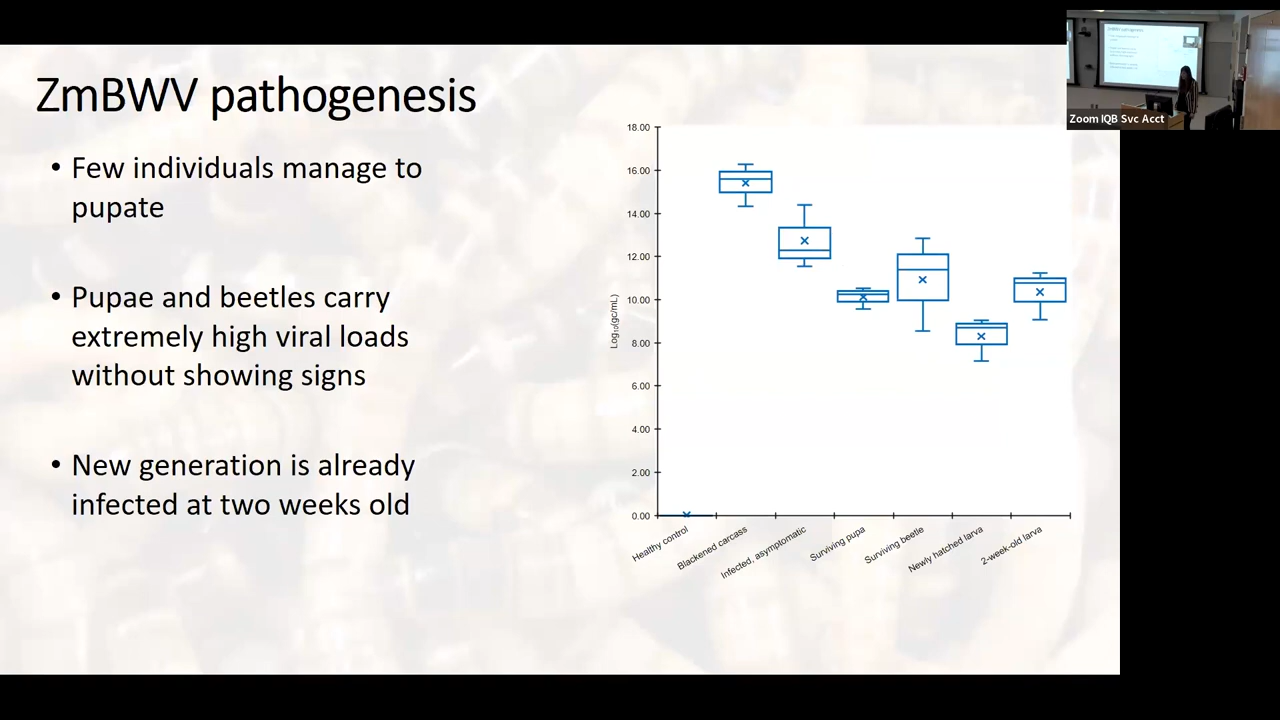 ZmBWV pathogenesis
• Few individuals manage to
pupate
• Pupae and beetles carry
extremely high viral loads
without showing signs
• New generation is already
infected at two weeks old
Log₁₀(gc/mL)
18.00
16.00
14.00
12.00
10.00
8.00
6.00
4.00
2.00
0.00
Healthy control
Blackened carcass
Infected, asymptomatic
Surviving pupa
Surviving beetle
Newly hatched larva
2-week-old larva
Zoom IQB Svc Acct